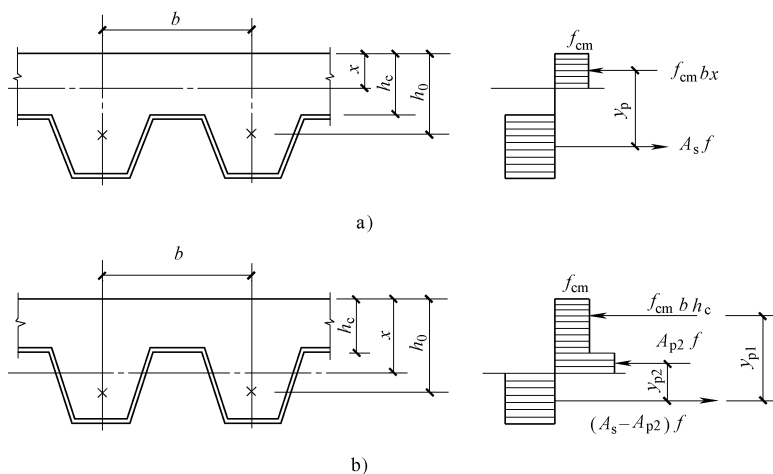 b
x
h_c
h_0
f_cm
f_cm bx
y_p
A_s f
a)
b
h_c
x
h_0
f_cm
f_cm b h_c
A_p2 f
y_p2
y_p1
(A_s−A_p2) f
b)